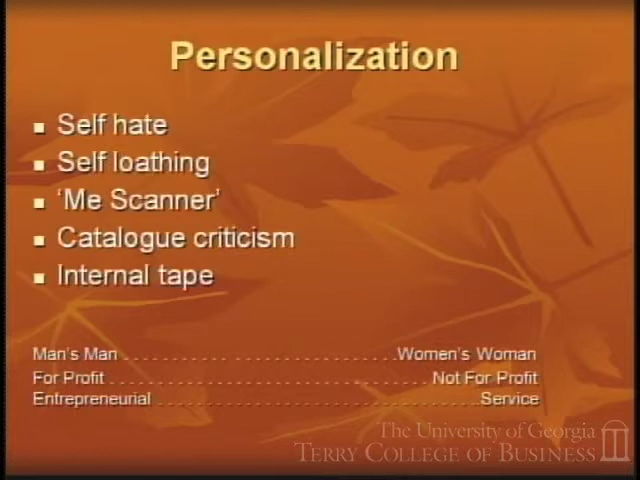 Personalization
Self hate
Self loathing
‘Me Scanner’
Catalogue criticism
Internal tape
Man's Man . . . . . . . . . . . . . . . . . . . . . . . . . . . . . . . . . Women's Woman
For Profit . . . . . . . . . . . . . . . . . . . . . . . . . . . . . . . . . . . . . . Not For Profit
Entrepreneurial . . . . . . . . . . . . . . . . . . . . . . . . . . . . . . . . . . . . . . Service
The University of Georgia
TERRY COLLEGE OF BUSINESS